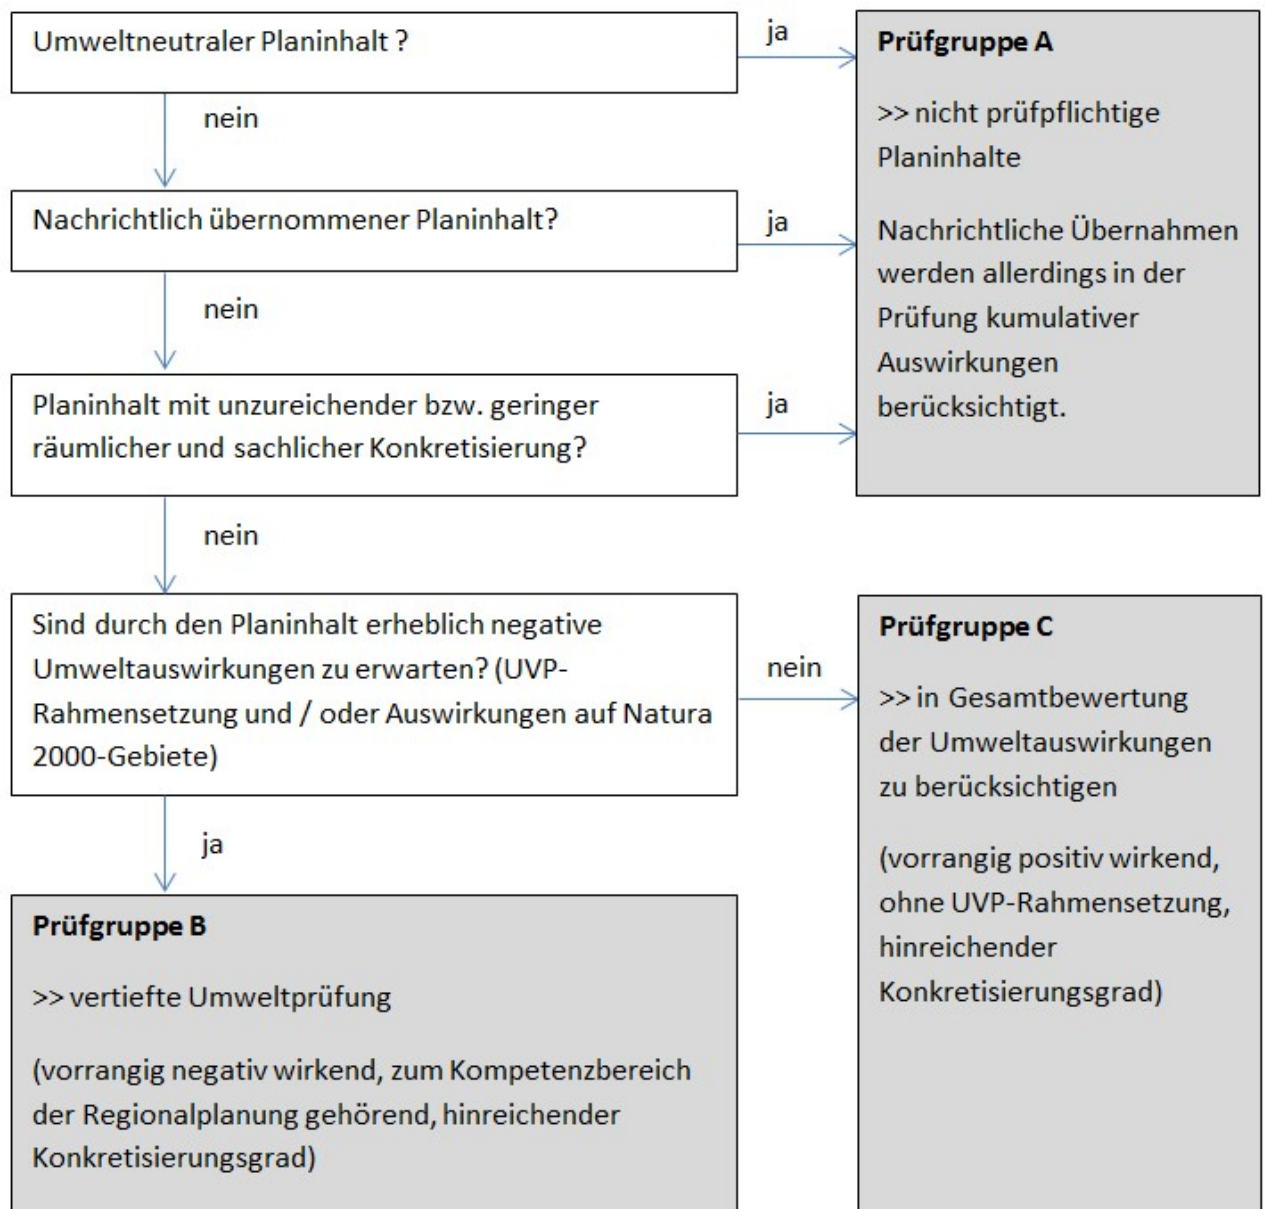 Umweltneutraler Planinhalt ?
ja
Prüfgruppe A
>> nicht prüfpflichtige
Planinhalte
Nachrichtliche Übernahmen
werden allerdings in der
Prüfung kumulativer
Auswirkungen
berücksichtigt.
nein
Nachrichtlich übernommener Planinhalt?
ja
nein
Planinhalt mit unzureichender bzw. geringer
räumlicher und sachlicher Konkretisierung?
ja
nein
Sind durch den Planinhalt erheblich negative
Umweltauswirkungen zu erwarten? (UVP-
Rahmensetzung und / oder Auswirkungen auf Natura
2000-Gebiete)
nein
Prüfgruppe C
>> in Gesamtbewertung
der Umweltauswirkungen
zu berücksichtigen
(vorrangig positiv wirkend,
ohne UVP-Rahmensetzung,
hinreichender
Konkretisierungsgrad)
ja
Prüfgruppe B
>> vertiefte Umweltprüfung
(vorrangig negativ wirkend, zum Kompetenzbereich
der Regionalplanung gehörend, hinreichender
Konkretisierungsgrad)